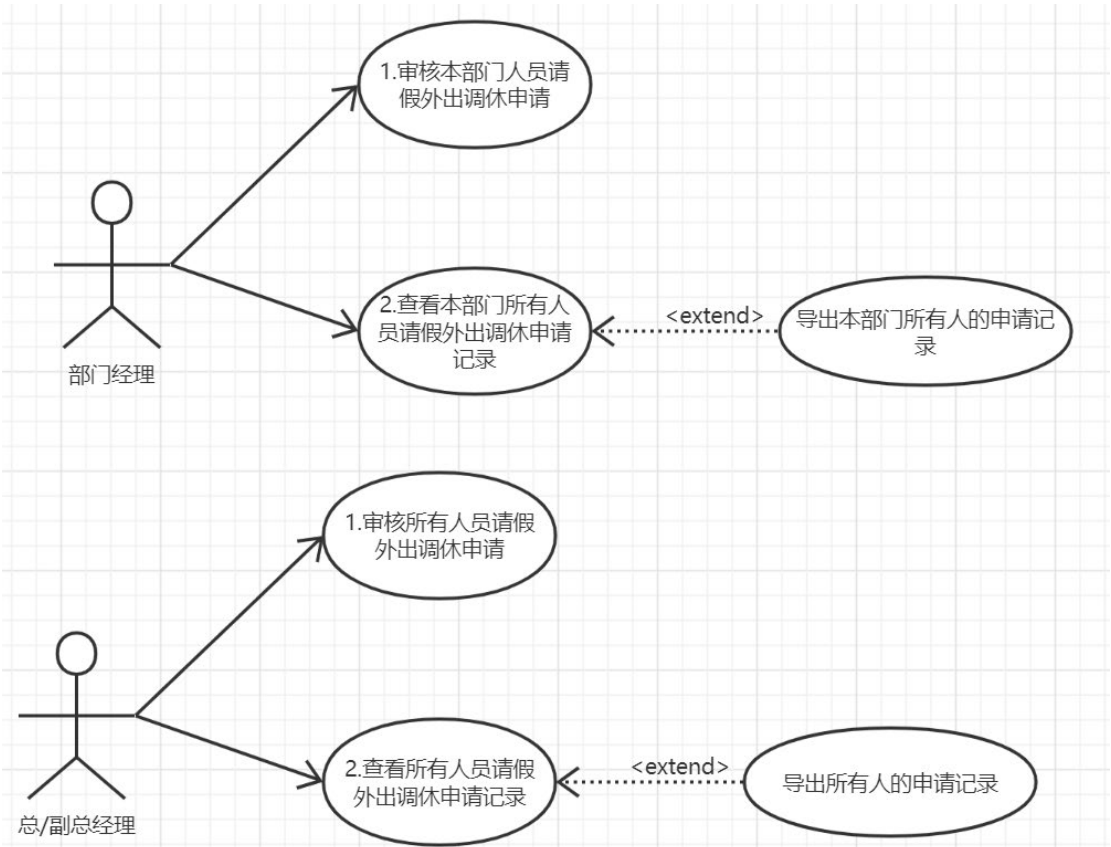 1.审核本部门人员请
假外出调休申请
2.查看本部门所有人
员请假外出调休申请
记录
<extend>
导出本部门所有人的申请记
录
部门经理
1.审核所有人员请假
外出调休申请
2.查看所有人员请假
外出调休申请记录
<extend>
导出所有人的申请记录
总/副总经理